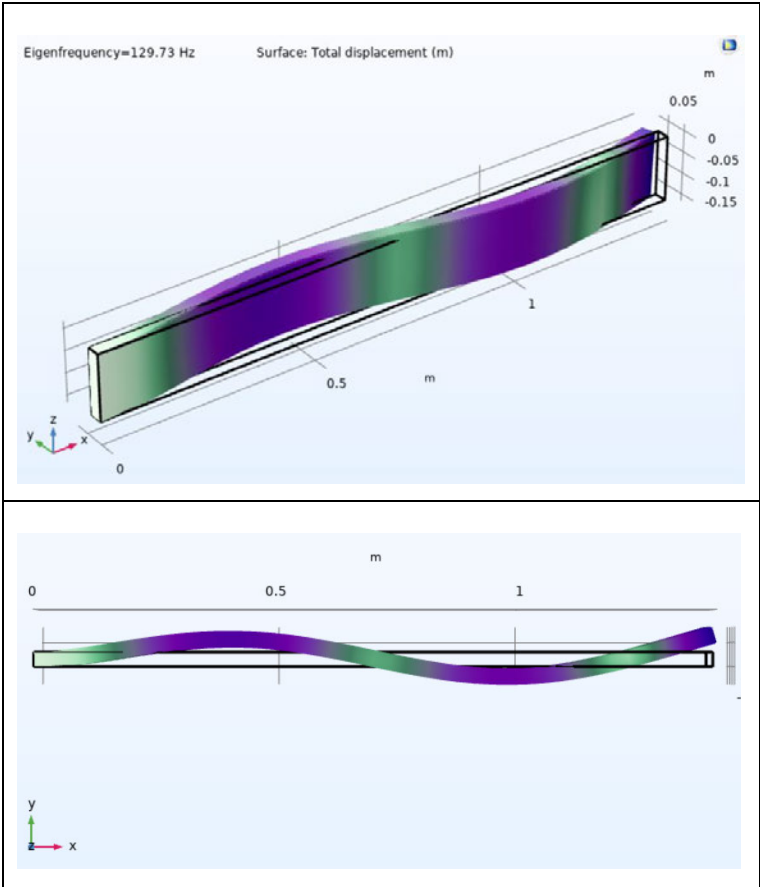 Eigenfrequency=129.73 Hz Surface: Total displacement (m)
m
0.05
0
-0.05
-0.1
-0.15
1
0.5
m
z
y
x
0
m
0 0.5 1
y
z x